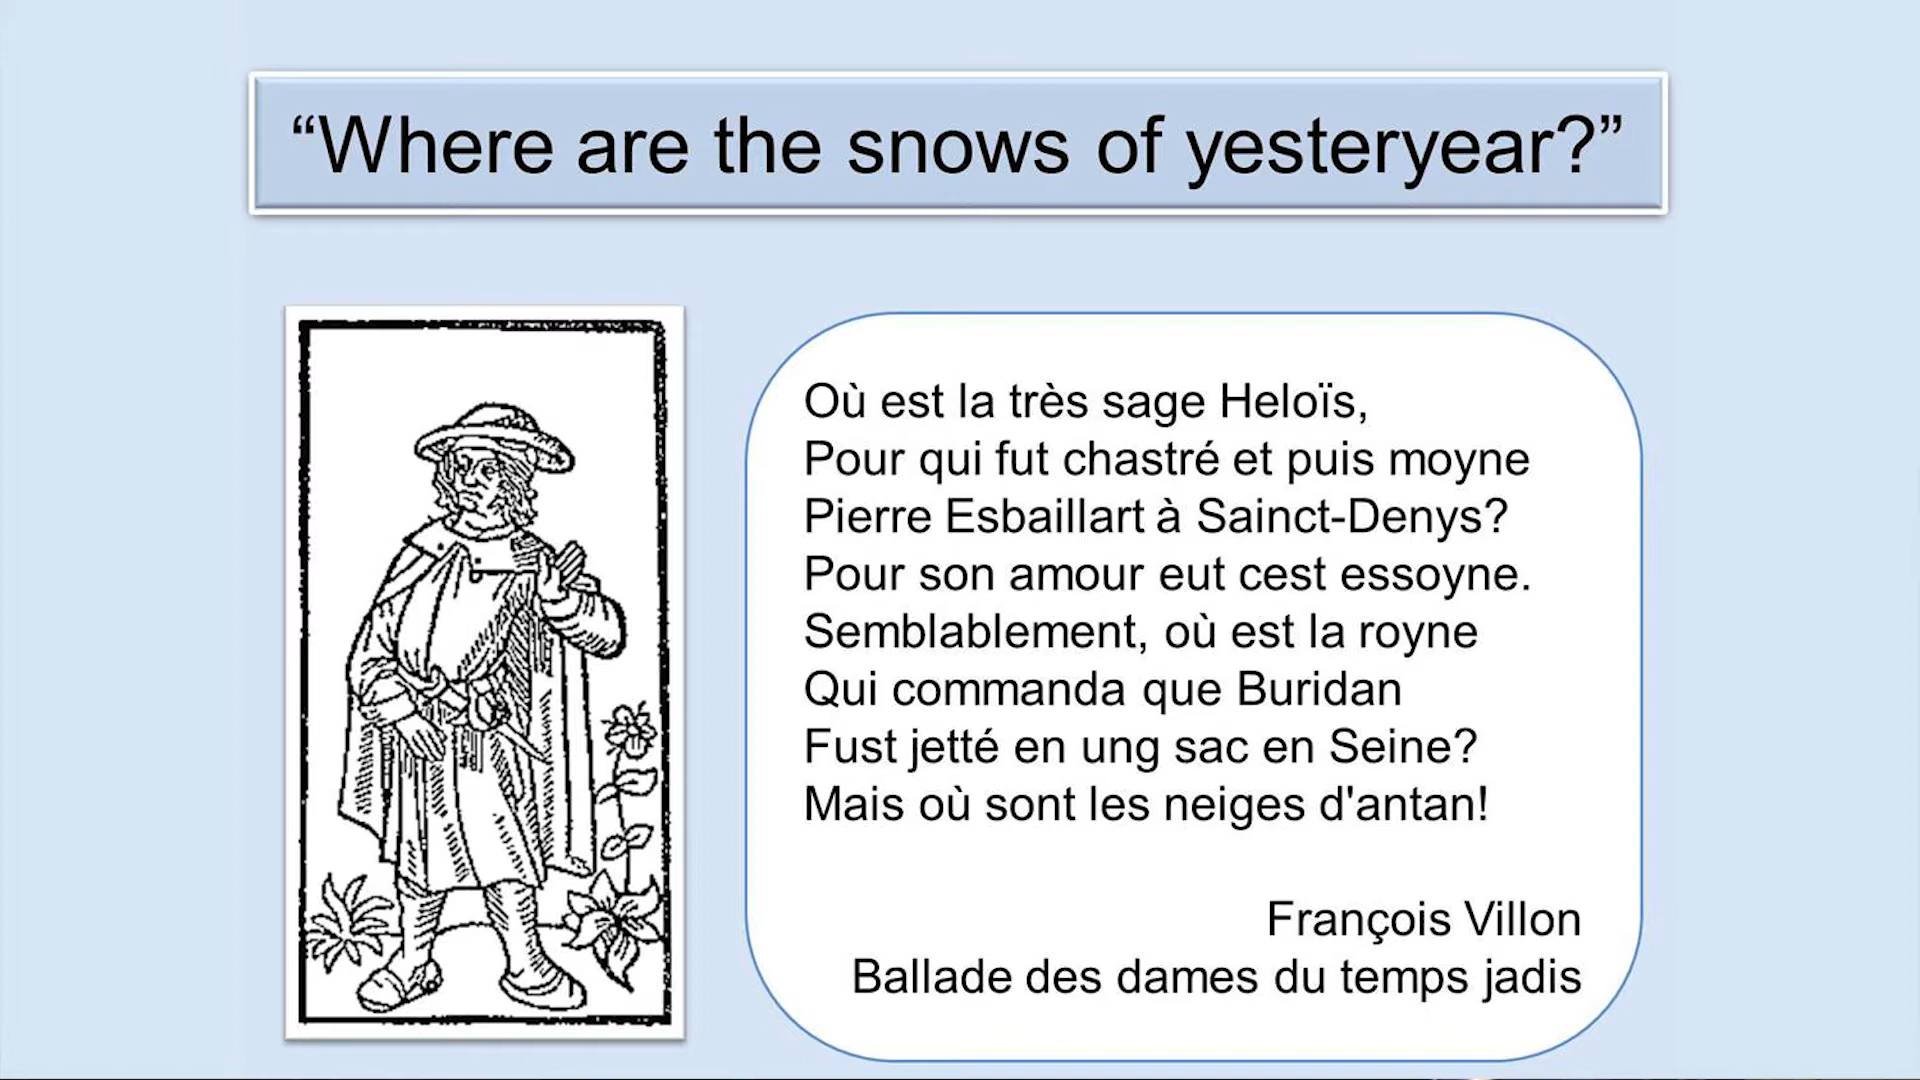 “Where are the snows of yesteryear?”
Où est la très sage Heloïs,
Pour qui fut chastré et puis moyne
Pierre Esbaillart à Sainct-Denys?
Pour son amour eut cest essoyne.
Semblablement, où est la royne
Qui commanda que Buridan
Fust jetté en ung sac en Seine?
Mais où sont les neiges d'antan!
François Villon
Ballade des dames du temps jadis